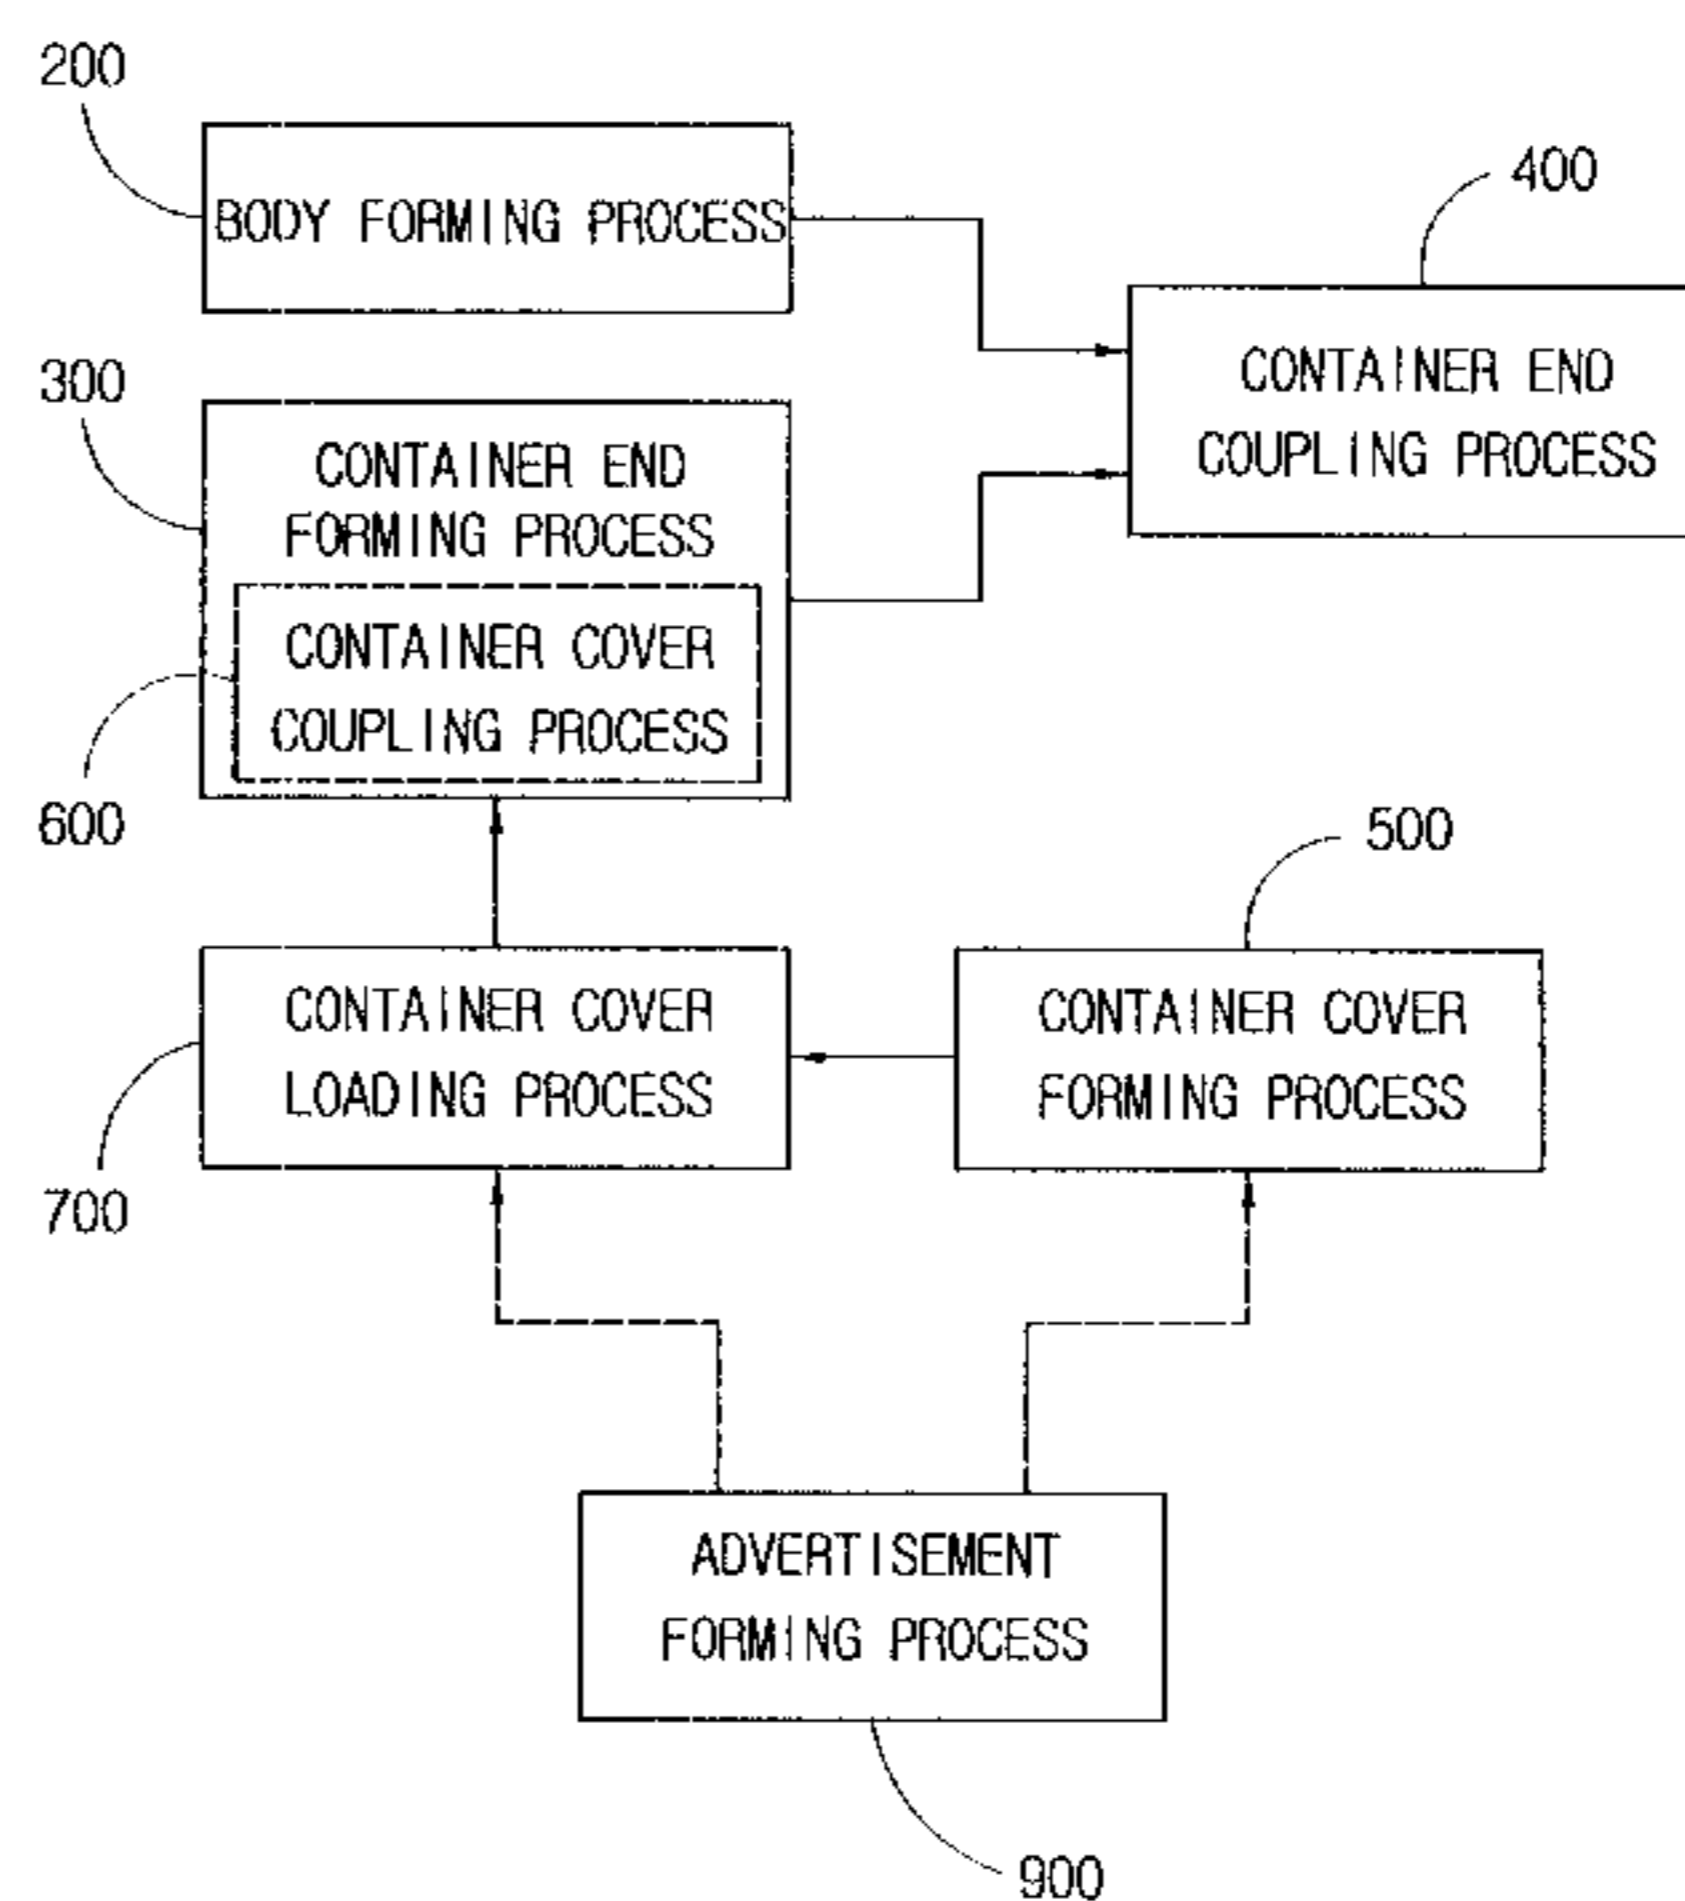 200
BODY FORMING PROCESS
400
CONTAINER END
COUPLING PROCESS
300
CONTAINER END
FORMING PROCESS
CONTAINER COVER
COUPLING PROCESS
600
500
CONTAINER COVER
LOADING PROCESS
CONTAINER COVER
FORMING PROCESS
700
ADVERTISEMENT
FORMING PROCESS
900